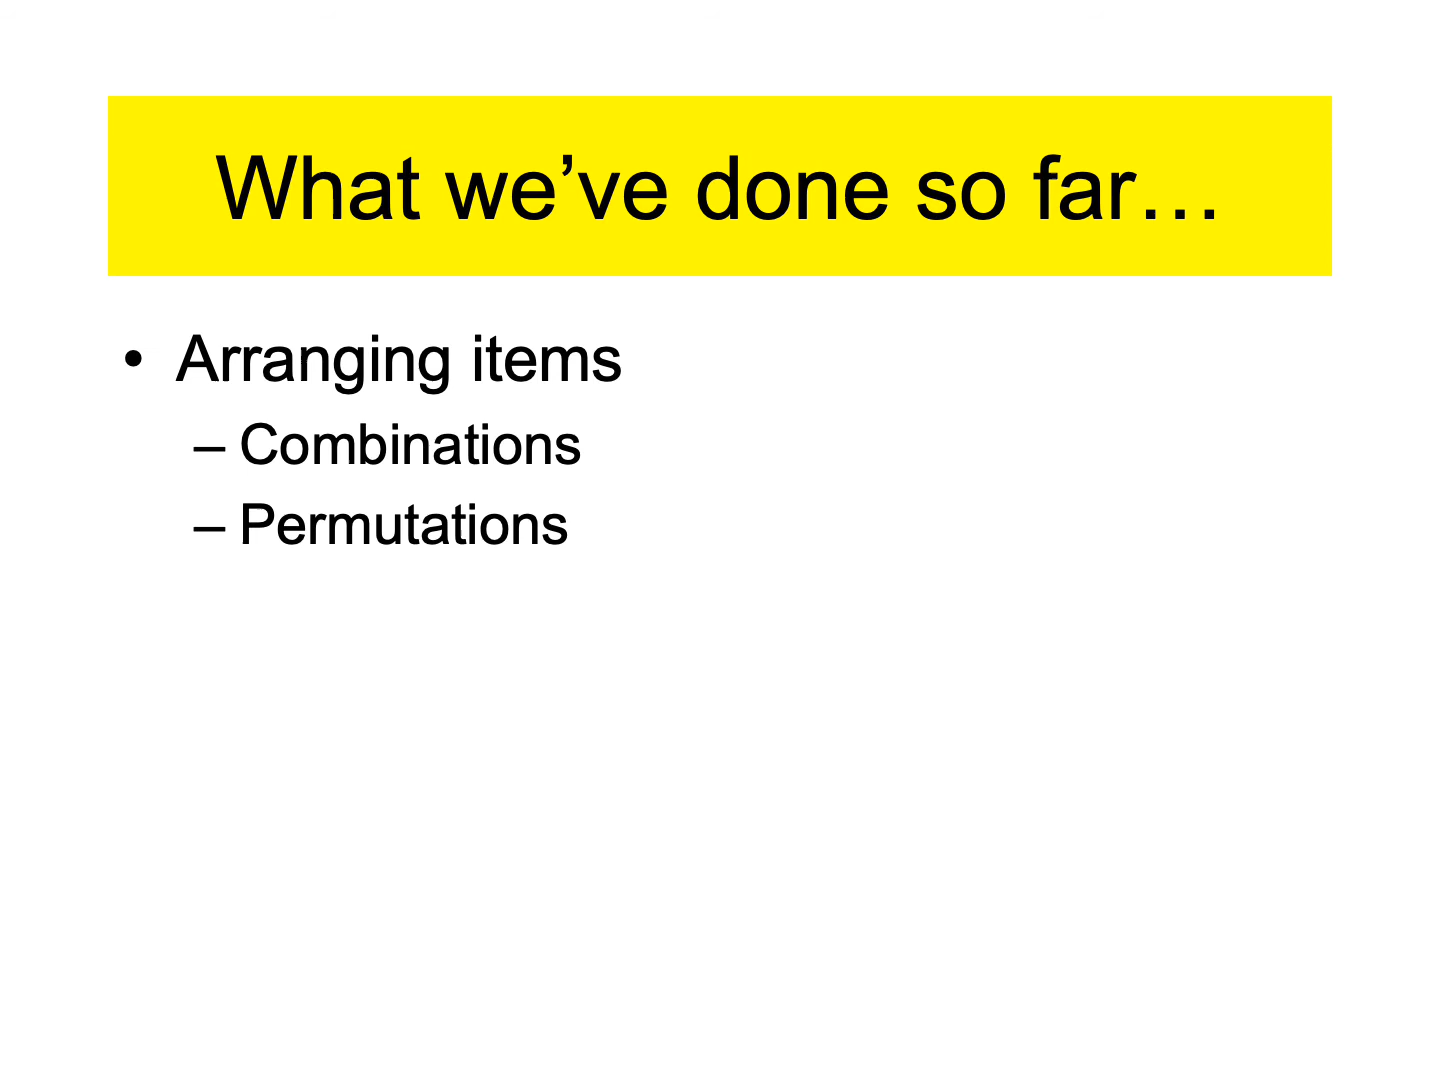 What we’ve done so far…
• Arranging items
– Combinations
– Permutations